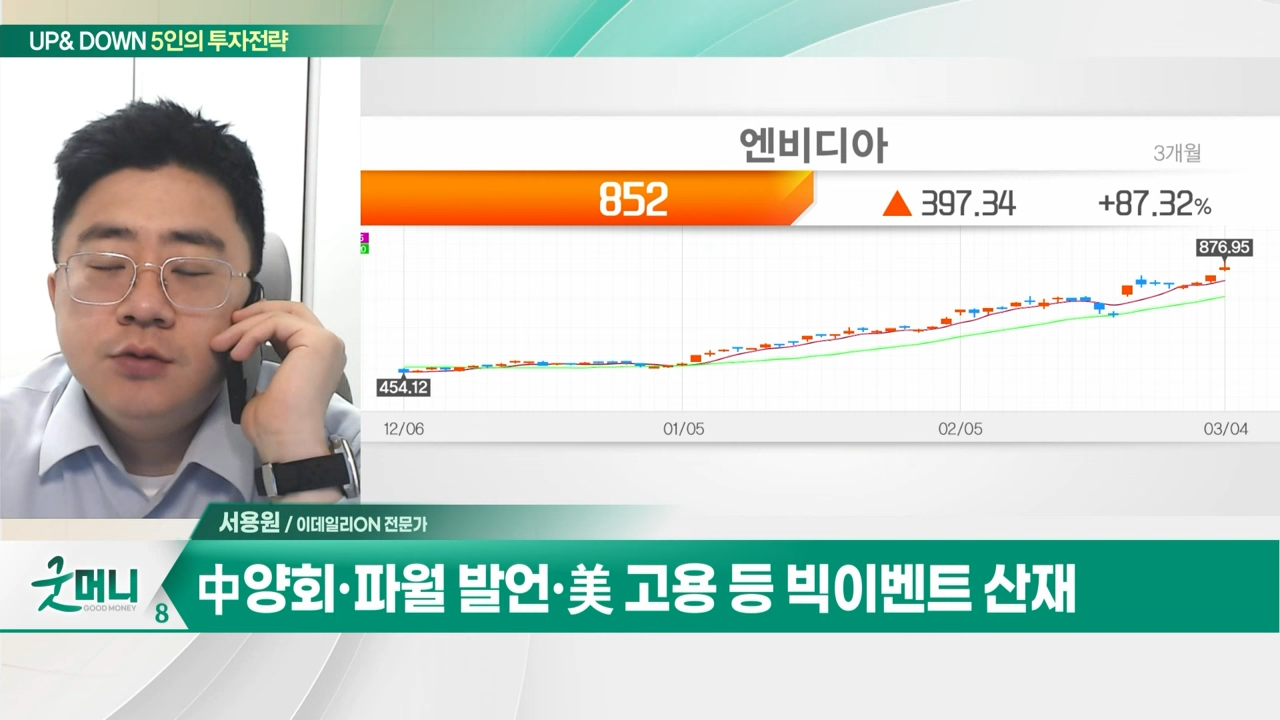 UP& DOWN 5인의 투자전략
엔비디아
3개월
852 ▲ 397.34 +87.32%
876.95
454.12
12/06 01/05 02/05 03/04
서용원 / 이데일리ON 전문가
굿머니
GOOD MONEY
8
中양회·파월 발언·美 고용 등 빅이벤트 산재